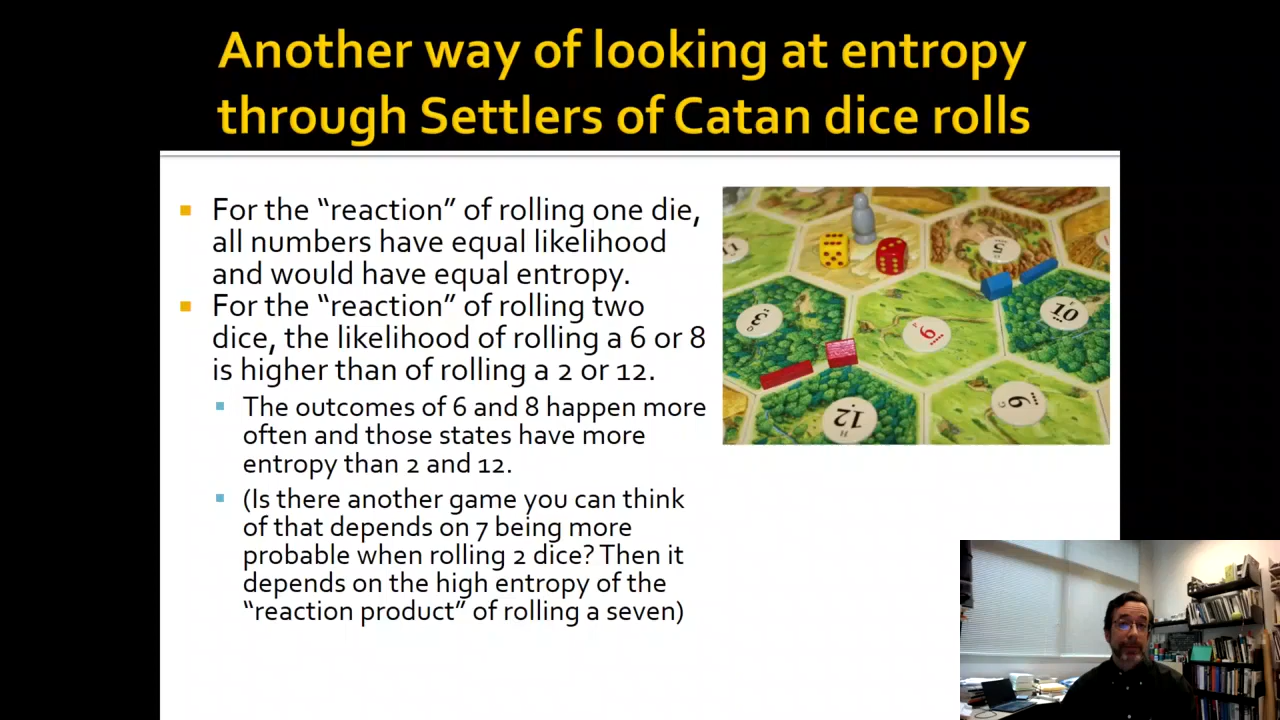 Another way of looking at entropy
through Settlers of Catan dice rolls
For the “reaction” of rolling one die,
all numbers have equal likelihood
and would have equal entropy.
For the “reaction” of rolling two
dice, the likelihood of rolling a 6 or 8
is higher than of rolling a 2 or 12.
The outcomes of 6 and 8 happen more
often and those states have more
entropy than 2 and 12.
(Is there another game you can think
of that depends on 7 being more
probable when rolling 2 dice? Then it
depends on the high entropy of the
“reaction product” of rolling a seven)
11
5
3
6
10
12
9